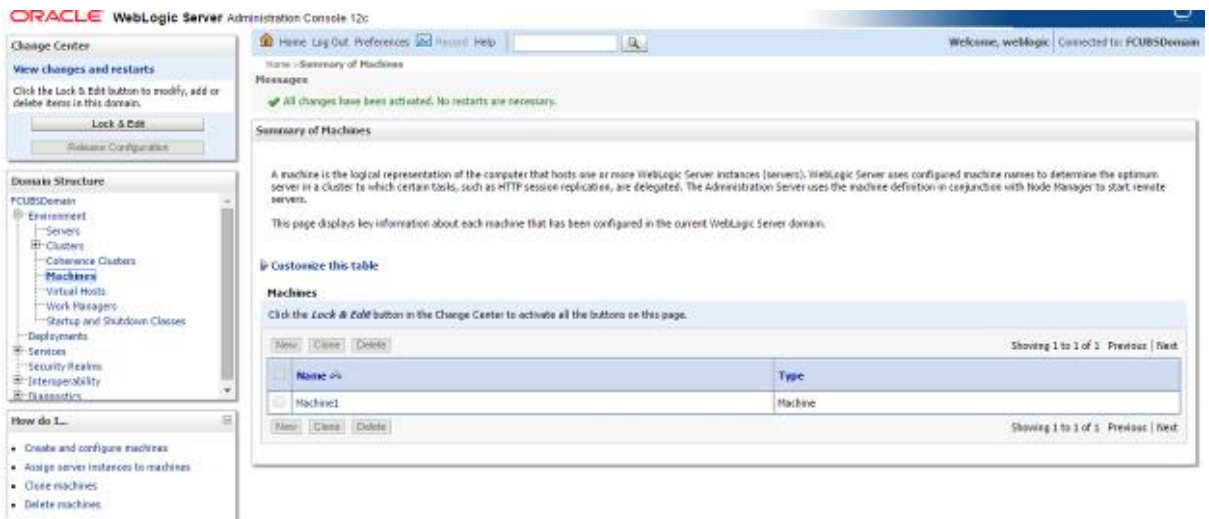 ORACLE WebLogic Server Administration Console 12c
Change Center
View changes and restarts
Click the Lock & Edit button to modify, add or
delete items in this domain.
Lock & Edit
Release Configuration
Domain Structure
FCUBSDomain
Environment
Servers
Clusters
Coherence Clusters
Machines
Virtual Hosts
Work Managers
Startup and Shutdown Classes
Deployments
Services
Security Realms
Interoperability
Diagnostics
How do I...
Create and configure machines
Assign server instances to machines
Clone machines
Delete machines
Home Log Out Preferences Record Help
Welcome, weblogic Connected to: FCUBSDomain
Home >Summary of Machines
Messages
All changes have been activated. No restarts are necessary.
Summary of Machines
A machine is the logical representation of the computer that hosts one or more WebLogic Server instances (servers). WebLogic Server uses configured machine names to determine the optimum
server in a cluster to which certain tasks, such as HTTP session replication, are delegated. The Administration Server uses the machine definition in conjunction with Node Manager to start remote
servers.
This page displays key information about each machine that has been configured in the current WebLogic Server domain.
Customize this table
Machines
Click the Lock & Edit button in the Change Center to activate all the buttons on this page.
New Clone Delete Showing 1 to 1 of 1 Previous | Next
Name Type
Machine1 Machine
New Clone Delete Showing 1 to 1 of 1 Previous | Next